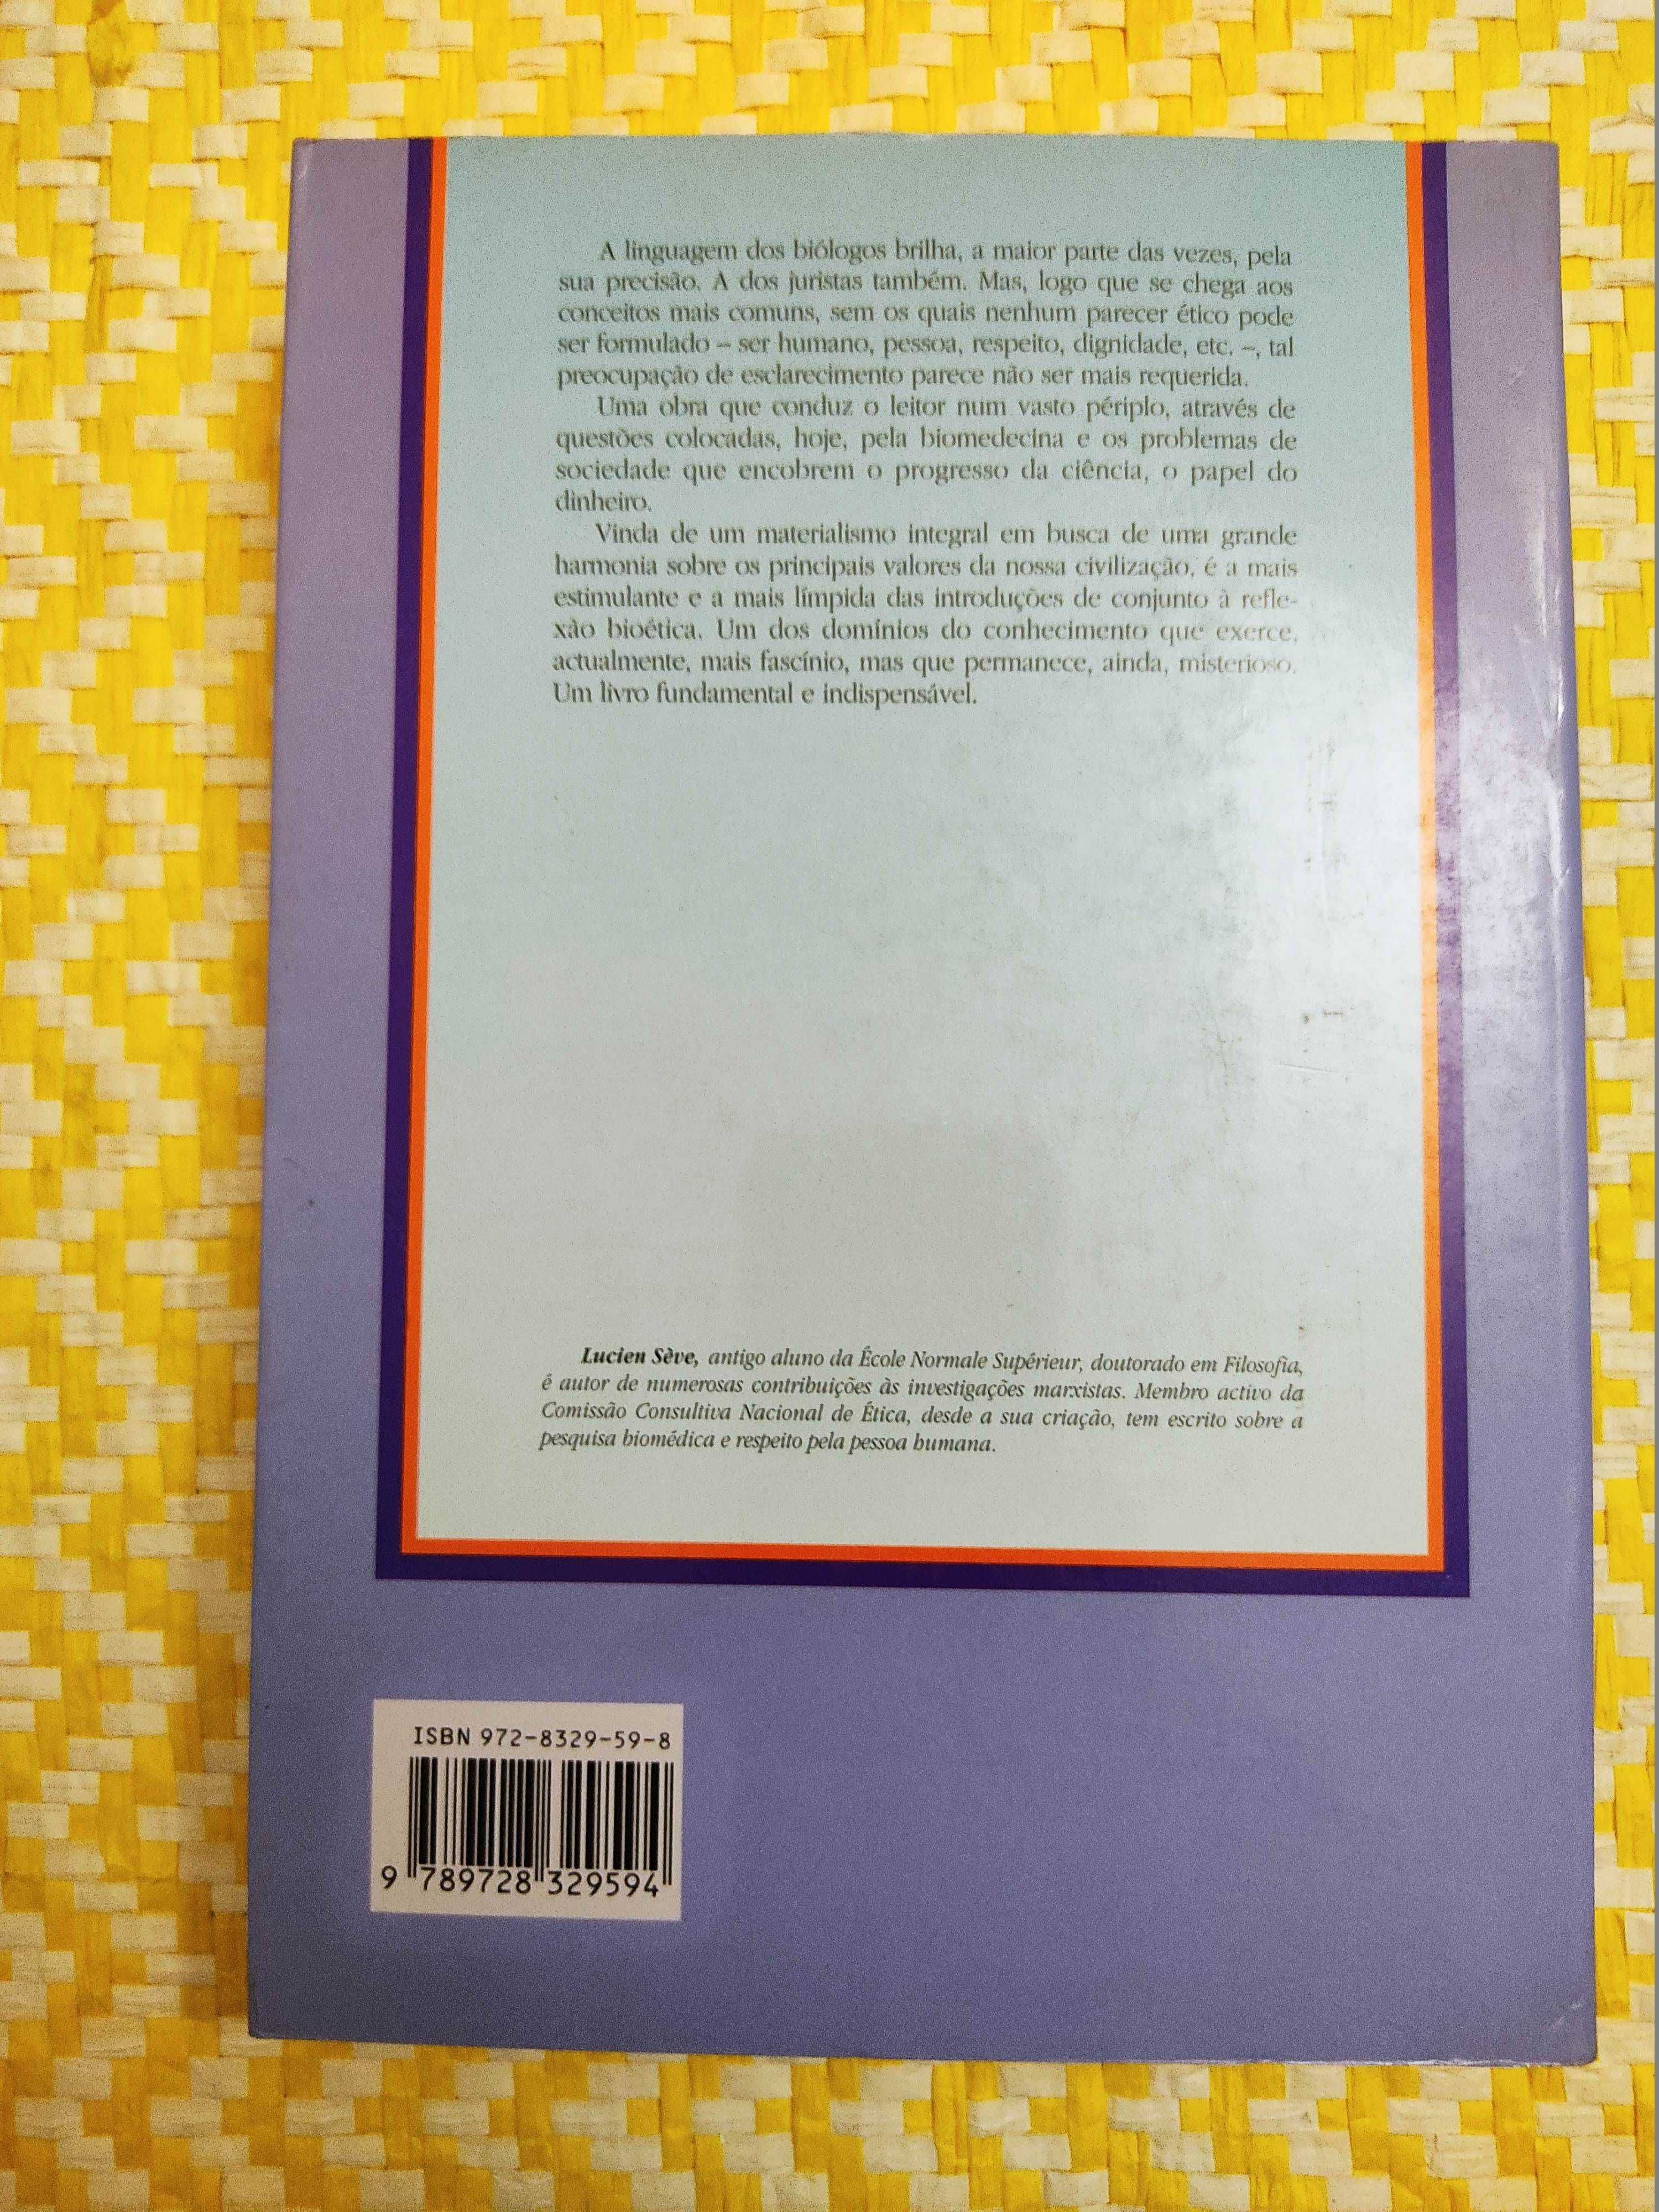 A linguagem dos biólogos brilha, a maior parte das vezes, pela
sua precisão. A dos juristas também. Mas, logo que se chega aos
conceitos mais comuns, sem os quais nenhum parecer ético pode
ser formulado – ser humano, pessoa, respeito, dignidade, etc. –, tal
preocupação de esclarecimento parece não ser mais requerida.
Uma obra que conduz o leitor num vasto périplo, através de
questões colocadas, hoje, pela biomedecina e os problemas de
sociedade que encobrem o progresso da ciência, o papel do
dinheiro.
Vinda de um materialismo integral em busca de uma grande
harmonia sobre os principais valores da nossa civilização, é a mais
estimulante e a mais límpida das introduções de conjunto à refle-
xão bioética. Um dos domínios do conhecimento que exerce,
actualmente, mais fascínio, mas que permanece, ainda, misterioso.
Um livro fundamental e indispensável.
Lucien Sève, antigo aluno da École Normale Supérieur, doutorado em Filosofia,
é autor de numerosas contribuições às investigações marxistas. Membro activo da
Comissão Consultiva Nacional de Ética, desde a sua criação, tem escrito sobre a
pesquisa biomédica e respeito pela pessoa humana.
ISBN 972-8329-59-8
9 789728 329594